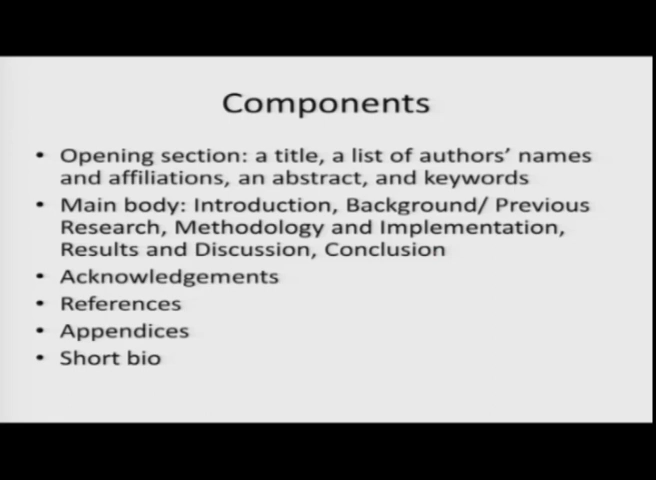 Components
• Opening section: a title, a list of authors' names
and affiliations, an abstract, and keywords
• Main body: Introduction, Background/ Previous
Research, Methodology and Implementation,
Results and Discussion, Conclusion
• Acknowledgements
• References
• Appendices
• Short bio